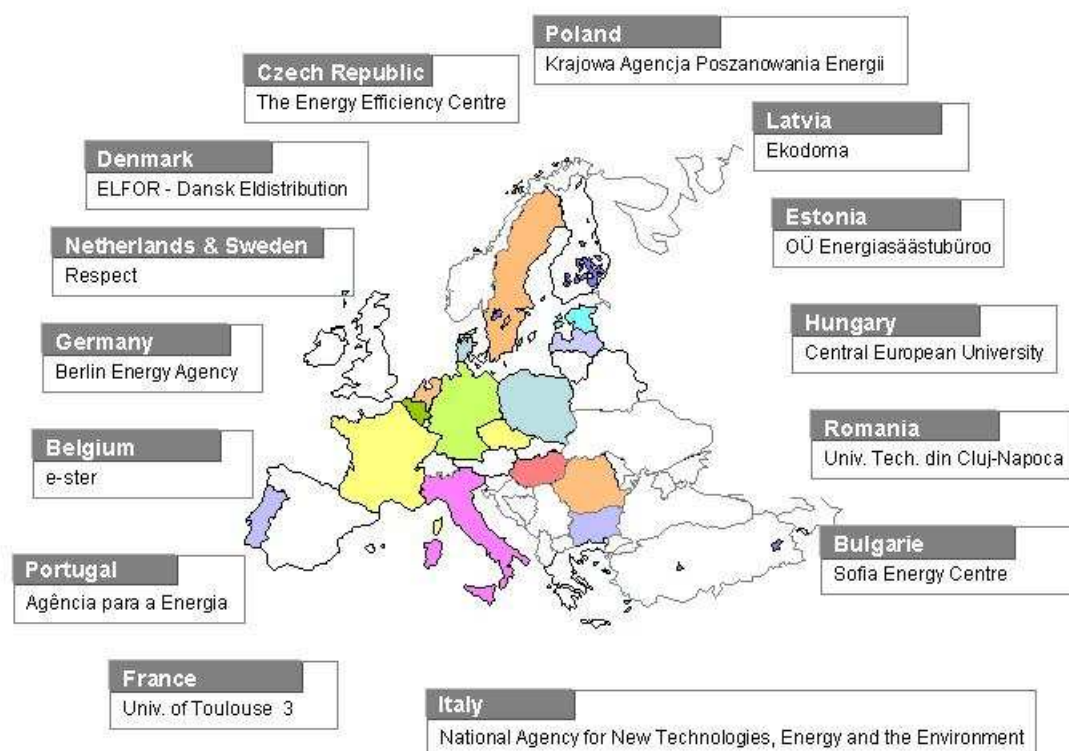 Poland
Krajowa Agencja Poszanowania Energii
Czech Republic
The Energy Efficiency Centre
Latvia
Ekodoma
Denmark
ELFOR - Dansk Eldistribution
Estonia
OÜ Energiasäästubüroo
Netherlands & Sweden
Respect
Hungary
Central European University
Germany
Berlin Energy Agency
Romania
Univ. Tech. din Cluj-Napoca
Belgium
e-ster
Bulgarie
Sofia Energy Centre
Portugal
Agência para a Energia
France
Univ. of Toulouse 3
Italy
National Agency for New Technologies, Energy and the Environment